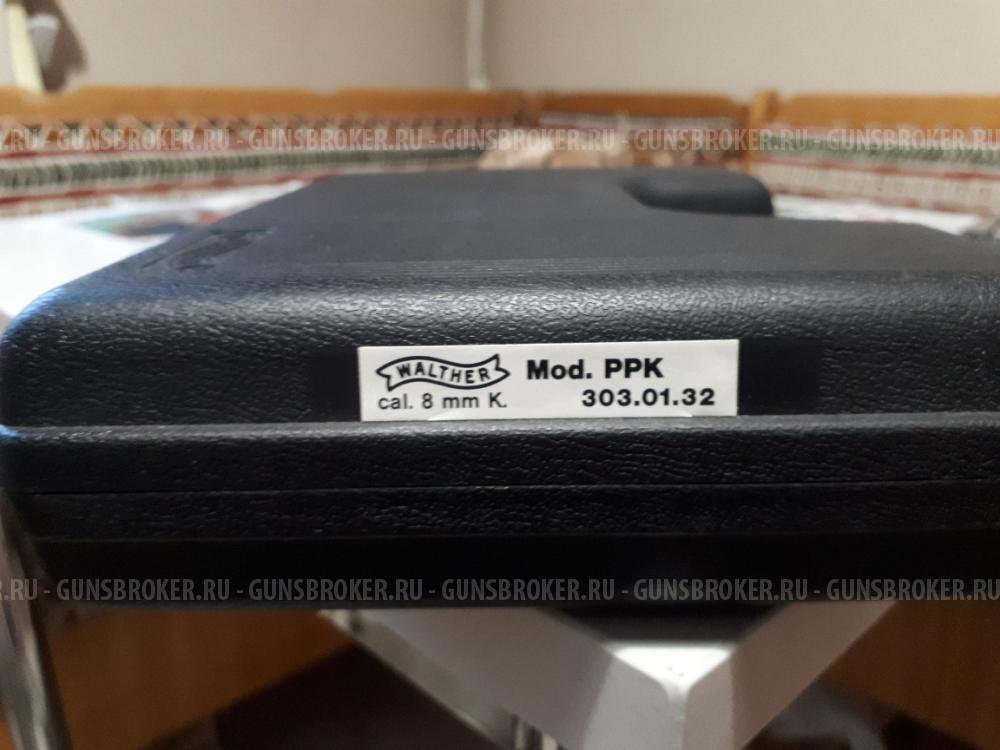 GUNSBROKER.RU - GUNSBROKER.RU - GUNSBROKER.RU - GUNSBROKER.RU - GUNSBROKER.RU
WALTHER Mod. PPK
cal. 8 mm K. 303.01.32
.RU - GUNSBROKER.RU - GUNSBROKER.RU - GUNSBROKER.RU - GUNSBROKER.RU - GUNSBROKER.RU